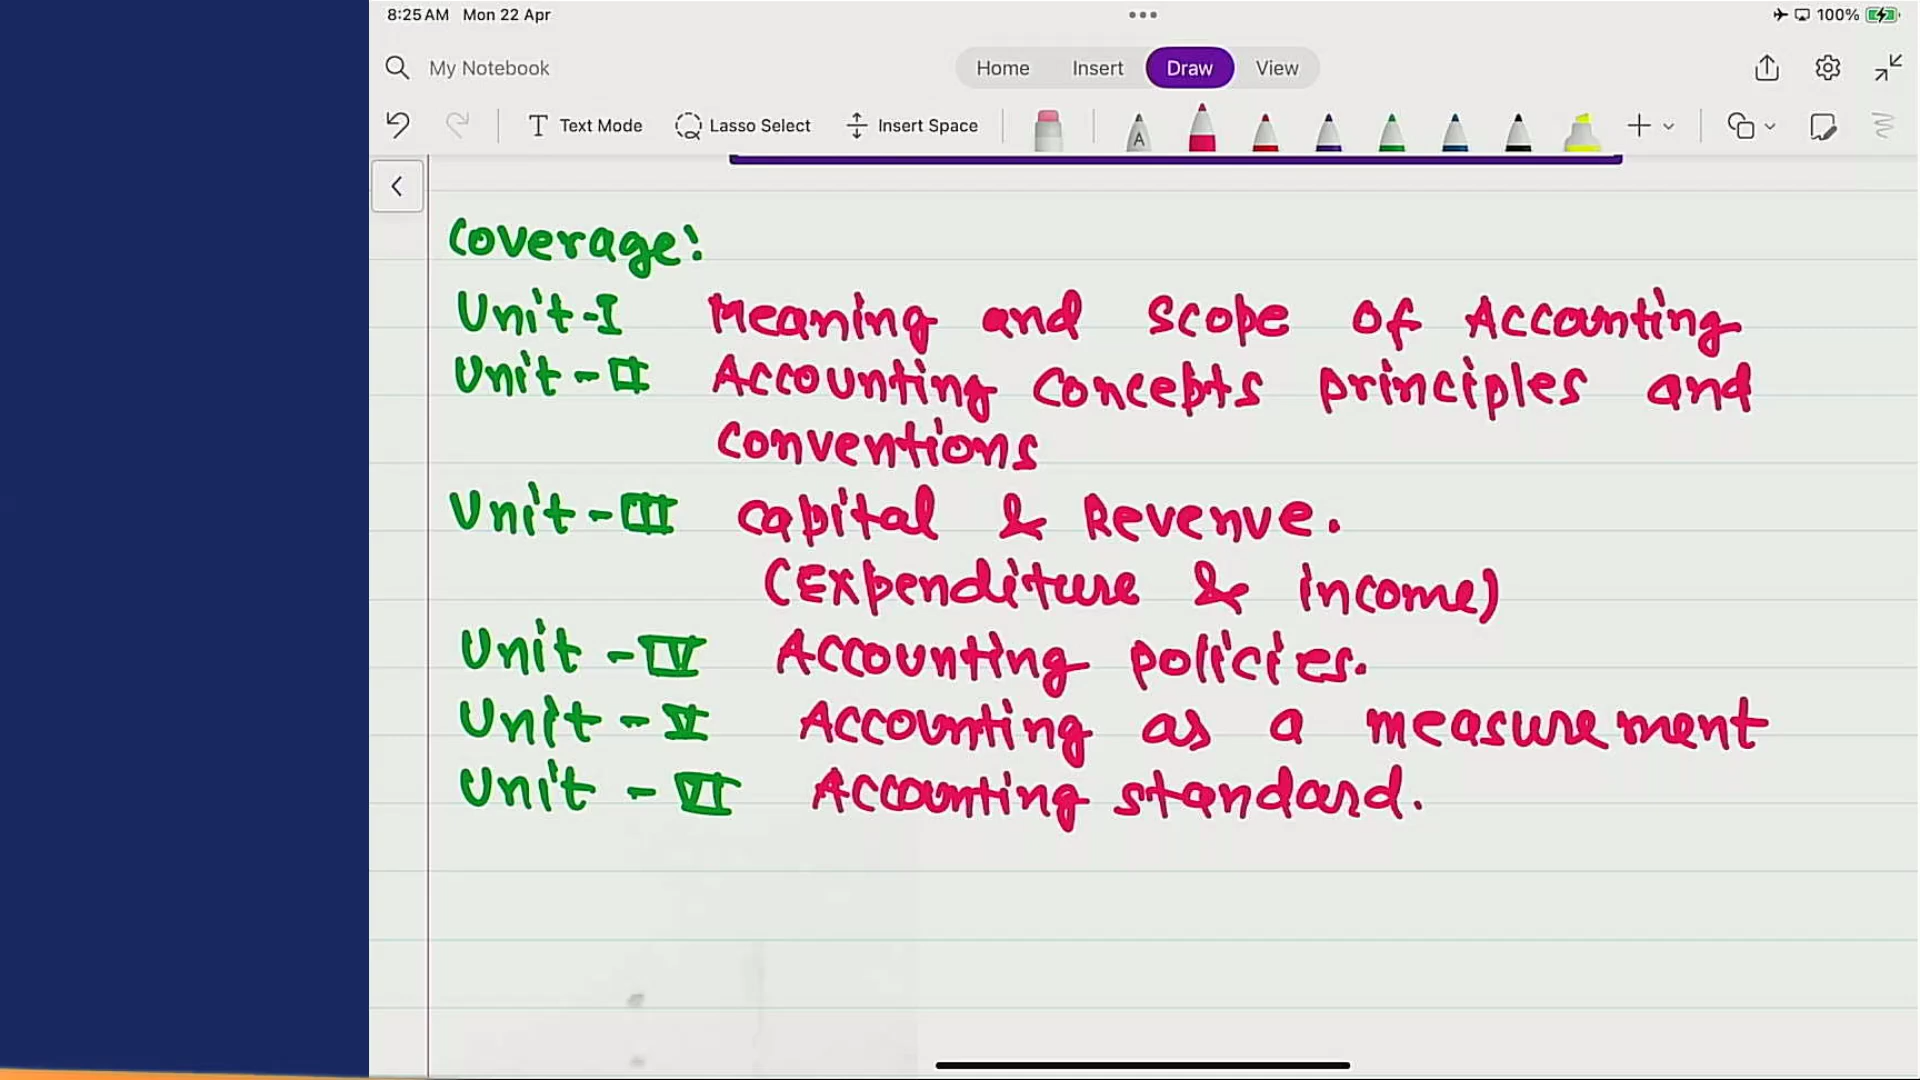 8:25 AM Mon 22 Apr
100%
My Notebook
Home Insert Draw View
Text Mode Lasso Select Insert Space
A
Coverage:
Unit-I Meaning and scope of Accounting
Unit-II Accounting concepts principles and
conventions
Unit-III Capital & Revenve.
(Expenditure & income)
Unit-IV Accounting policies.
Unit-V Accounting as a measurement
Unit-VI Accounting standard.